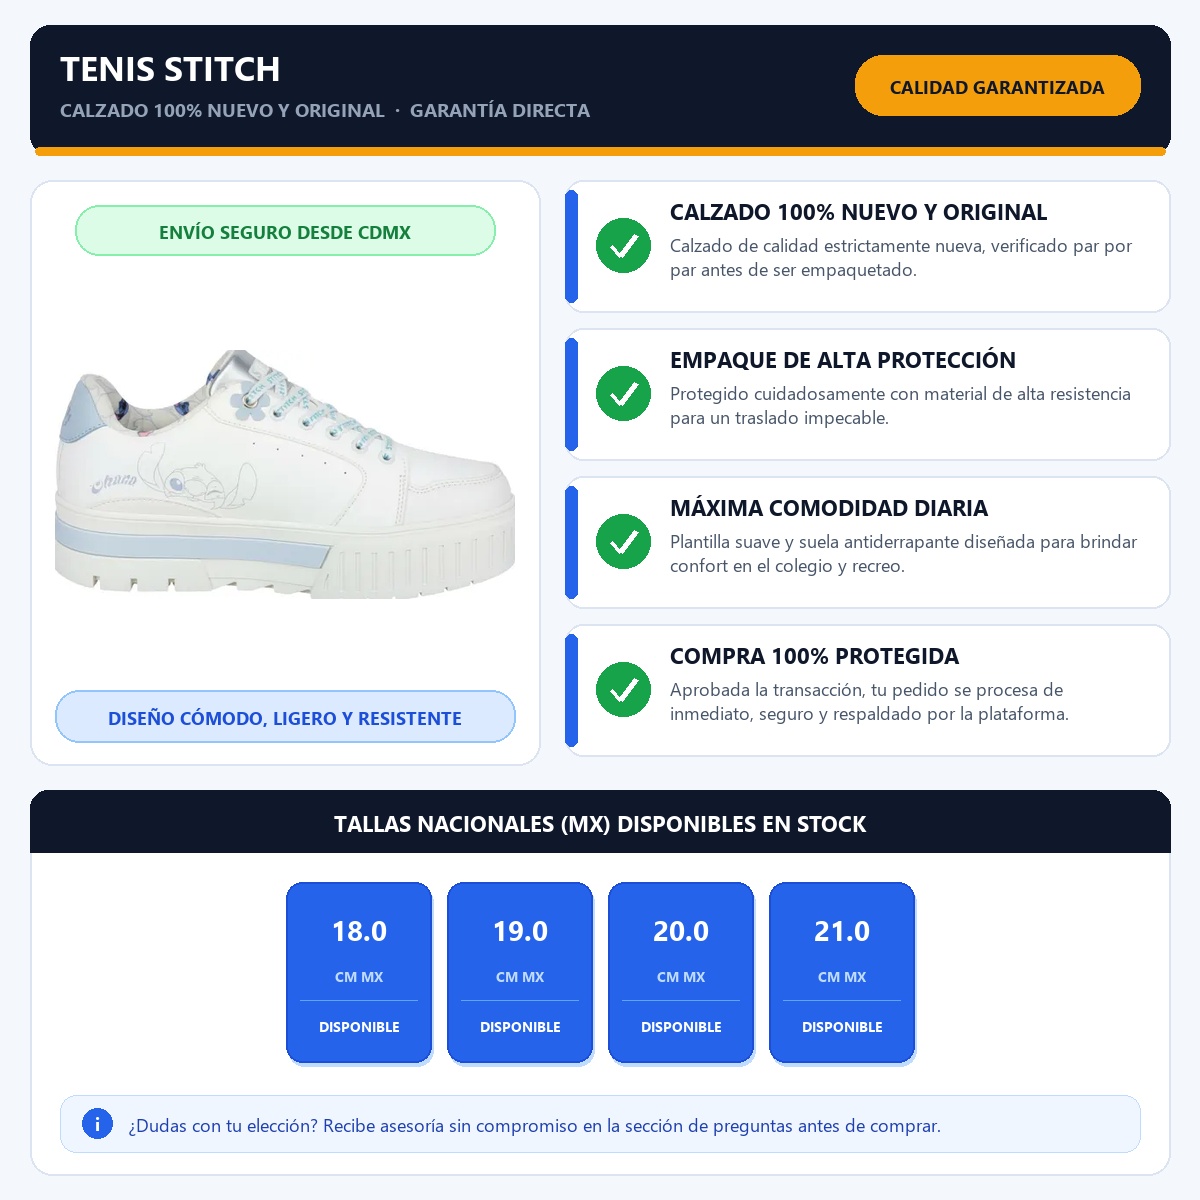 TENIS STITCH
CALZADO 100% NUEVO Y ORIGINAL · GARANTÍA DIRECTA
CALIDAD GARANTIZADA
ENVÍO SEGURO DESDE CDMX
DISEÑO CÓMODO, LIGERO Y RESISTENTE
CALZADO 100% NUEVO Y ORIGINAL
Calzado de calidad estrictamente nueva, verificado par por
par antes de ser empaquetado.
EMPAQUE DE ALTA PROTECCIÓN
Protegido cuidadosamente con material de alta resistencia
para un traslado impecable.
MÁXIMA COMODIDAD DIARIA
Plantilla suave y suela antiderrapante diseñada para brindar
confort en el colegio y recreo.
COMPRA 100% PROTEGIDA
Aprobada la transacción, tu pedido se procesa de
inmediato, seguro y respaldado por la plataforma.
TALLAS NACIONALES (MX) DISPONIBLES EN STOCK
18.0
CM MX
DISPONIBLE
19.0
CM MX
DISPONIBLE
20.0
CM MX
DISPONIBLE
21.0
CM MX
DISPONIBLE
¿Dudas con tu elección? Recibe asesoría sin compromiso en la sección de preguntas antes de comprar.